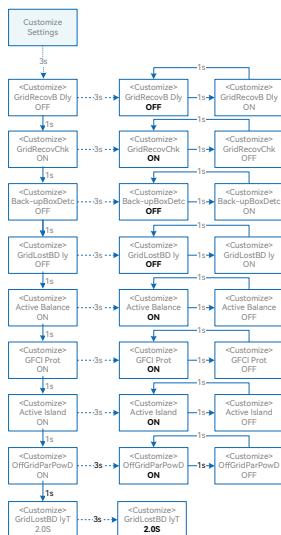 Customize
Settings
3s
<Customize>
GridRecovB Dly
OFF
3s
<Customize>
GridRecovB Dly
OFF
1s
1s
<Customize>
GridRecovB Dly
ON
1s
<Customize>
GridRecovChk
ON
3s
<Customize>
GridRecovChk
ON
1s
1s
<Customize>
GridRecovChk
OFF
1s
<Customize>
Back-upBoxDetc
OFF
3s
<Customize>
Back-upBoxDetc
OFF
1s
1s
<Customize>
Back-upBoxDetc
ON
<Customize>
GridLostBD ly
OFF
3s
<Customize>
GridLostBD ly
OFF
1s
1s
<Customize>
GridLostBD ly
ON
1s
<Customize>
Active Balance
ON
3s
<Customize>
Active Balance
ON
1s
1s
<Customize>
Active Balance
OFF
1s
<Customize>
GFCI Prot
ON
3s
<Customize>
GFCI Prot
ON
1s
1s
<Customize>
GFCI Prot
OFF
1s
<Customize>
Active Island
ON
3s
<Customize>
Active Island
ON
1s
1s
<Customize>
Active Island
OFF
1s
<Customize>
OffGridParPowD
ON
3s
<Customize>
OffGridParPowD
ON
1s
1s
<Customize>
OffGridParPowD
OFF
1s
<Customize>
GridLostBD lyT
2.0S
3s
<Customize>
GridLostBD lyT
2.0S